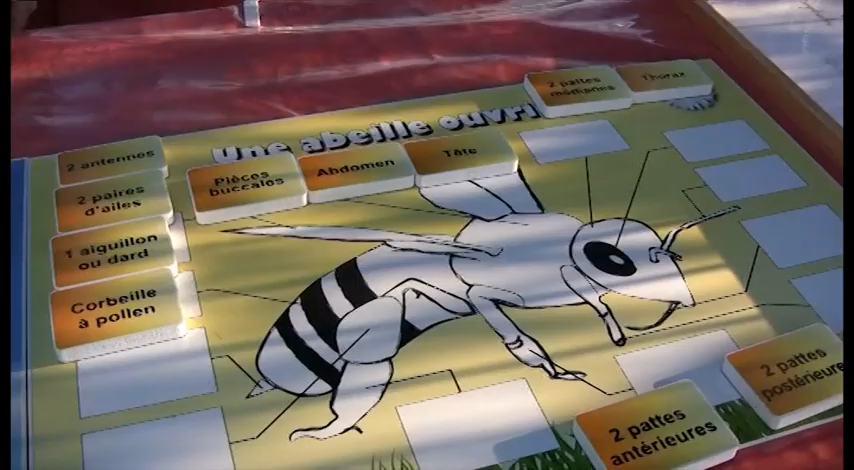 Une abeille ouvri
2 pattes
médianes
Thorax
2 antennes
Pièces
buccales
Abdomen
Tête
2 paires
d'ailes
1 aiguillon
ou dard
Corbeille
à pollen
2 pattes
postérieures
2 pattes
antérieures